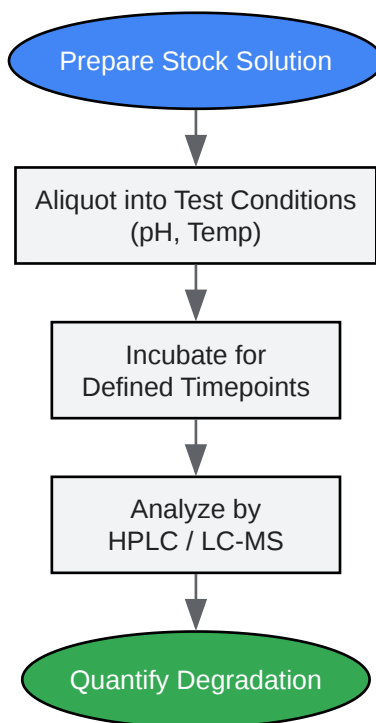 Prepare Stock Solution
Aliquot into Test Conditions
(pH, Temp)
Incubate for
Defined Timepoints
Analyze by
HPLC / LC-MS
Quantify Degradation